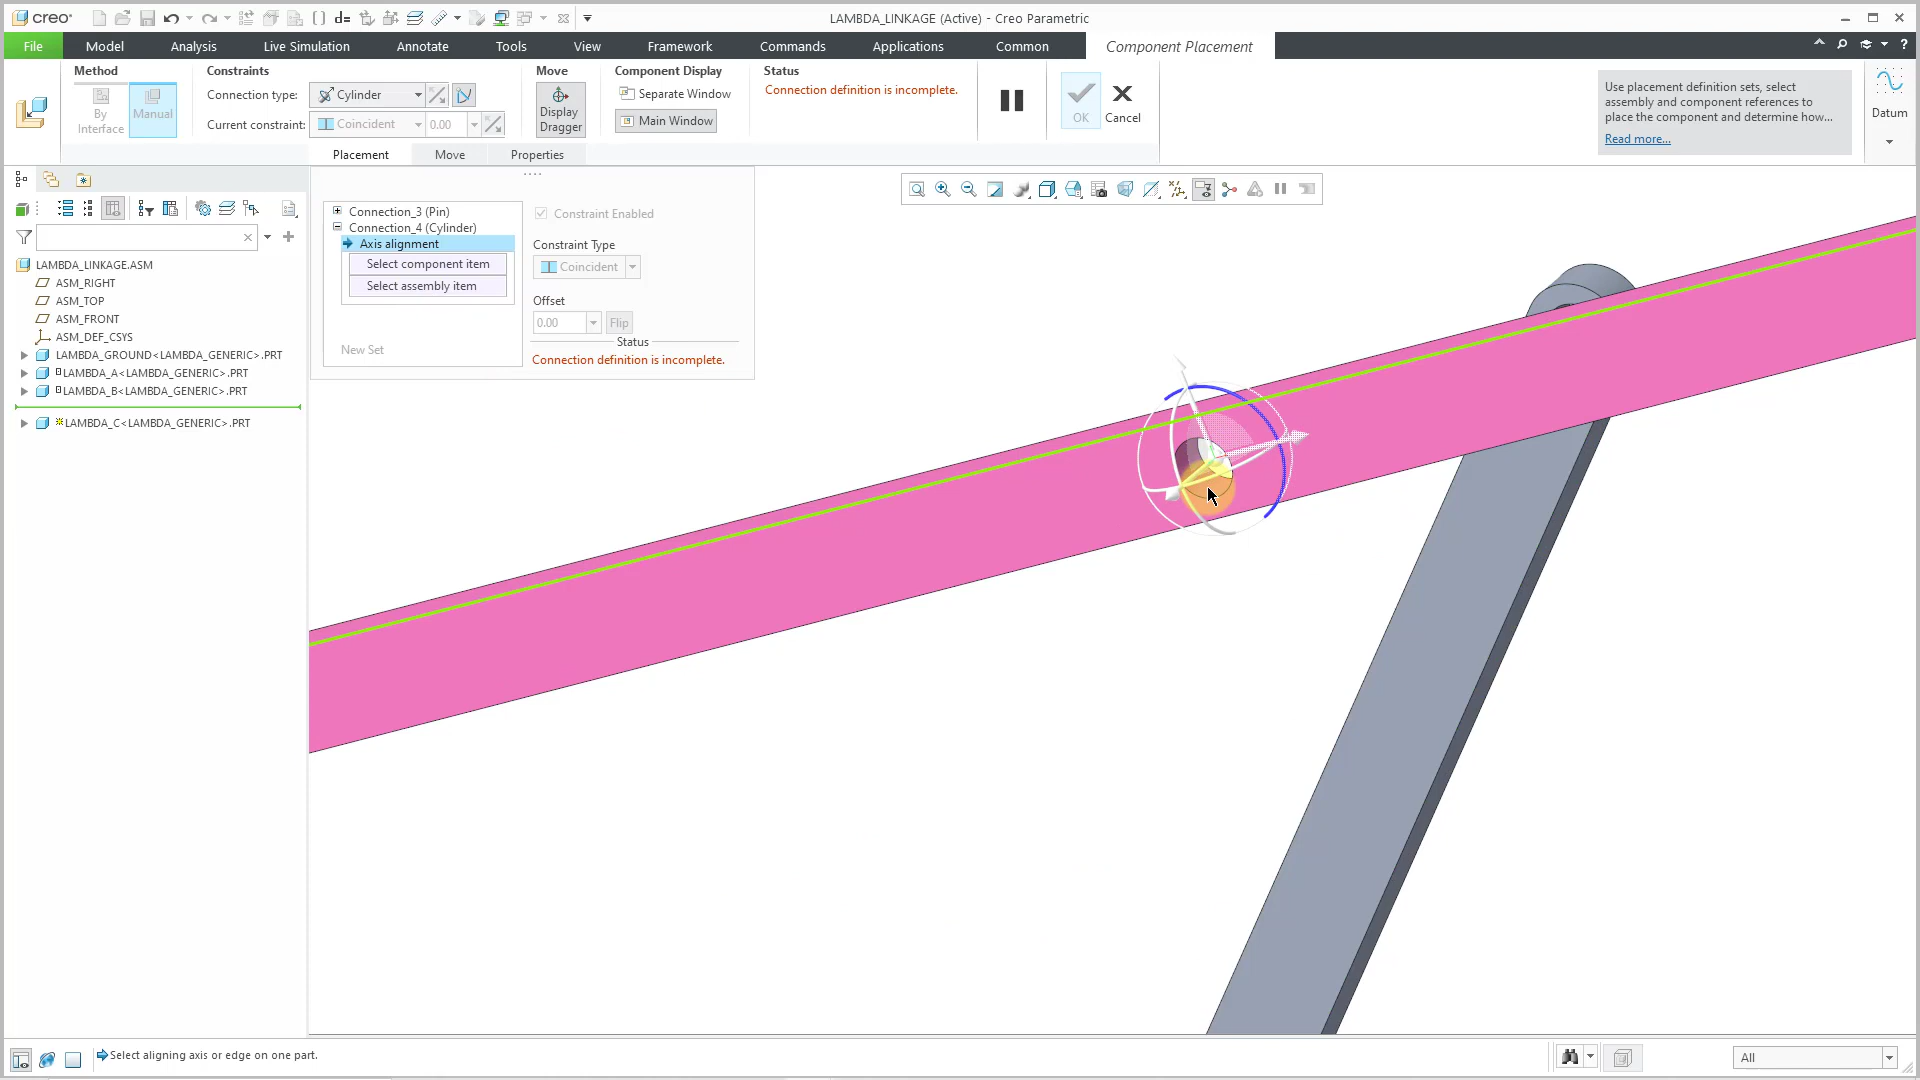 creo
LAMBDA_LINKAGE (Active) - Creo Parametric
File
Model
Analysis
Live Simulation
Annotate
Tools
View
Framework
Commands
Applications
Common
Component Placement
Method
By Interface
Manual
Constraints
Connection type:
Cylinder
Current constraint:
Coincident
0.00
Move
Display Dragger
Component Display
Separate Window
Main Window
Status
Connection definition is incomplete.
OK
Cancel
Use placement definition sets, select
assembly and component references to
place the component and determine how...
Read more...
Datum
Placement
Move
Properties
Connection_3 (Pin)
Connection_4 (Cylinder)
Axis alignment
Select component item
Select assembly item
New Set
Constraint Enabled
Constraint Type
Coincident
Offset
0.00
Flip
Status
Connection definition is incomplete.
LAMBDA_LINKAGE.ASM
ASM_RIGHT
ASM_TOP
ASM_FRONT
ASM_DEF_CSYS
LAMBDA_GROUND<LAMBDA_GENERIC>.PRT
LAMBDA_A<LAMBDA_GENERIC>.PRT
LAMBDA_B<LAMBDA_GENERIC>.PRT
LAMBDA_C<LAMBDA_GENERIC>.PRT
Select aligning axis or edge on one part.
All